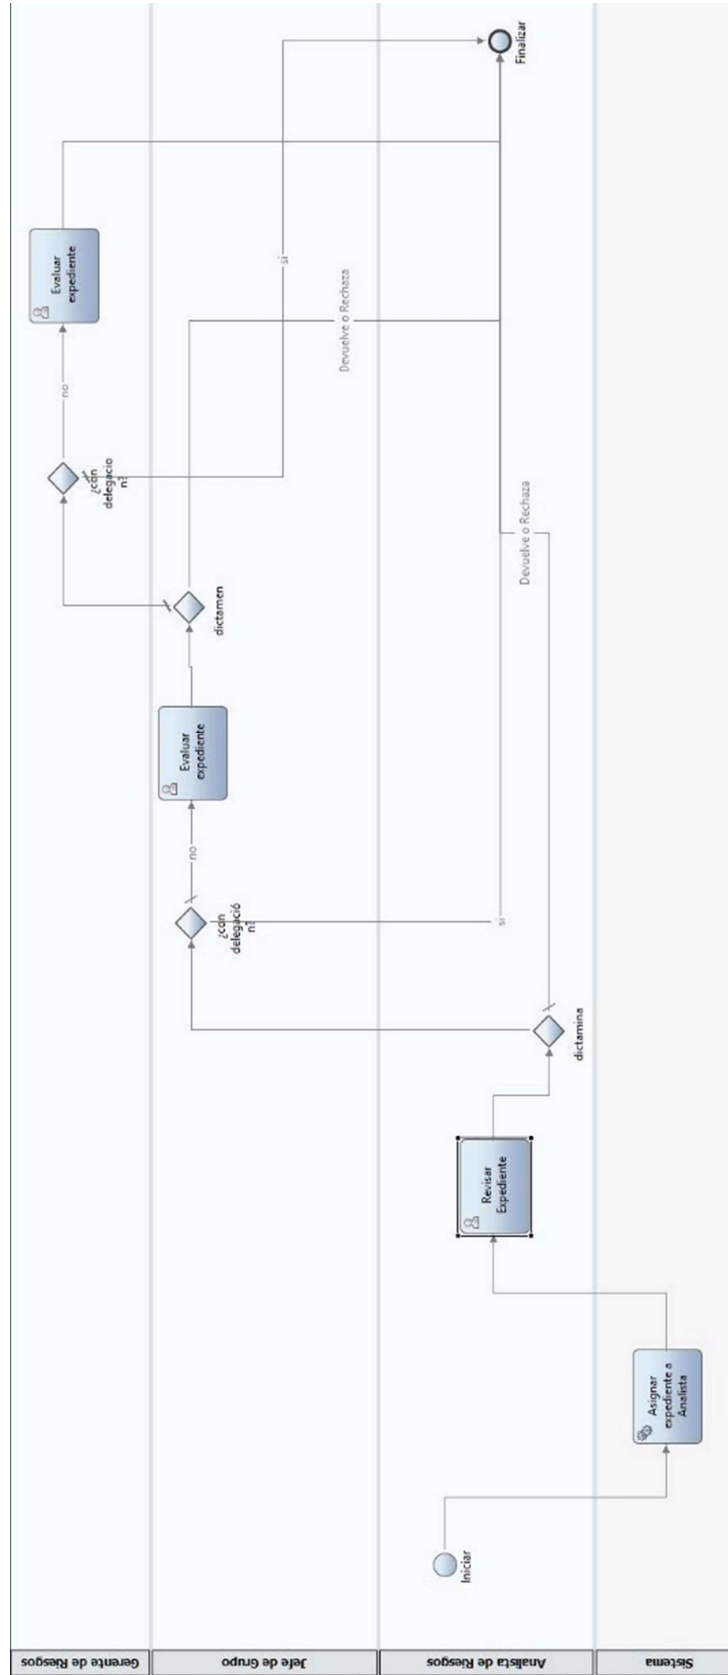 Gerente de Riesgos
¿con
delegacio
n?
no
Evaluar
expediente
si
Jefe de Grupo
¿con
delegació
n?
no
Evaluar
expediente
dictamen
Devuelve o Rechaza
Analista de Riesgos
Iniciar
Revisar
Expediente
dictamina
si
Devuelve o Rechaza
Finalizar
Sistema
Asignar
expediente a
Analista